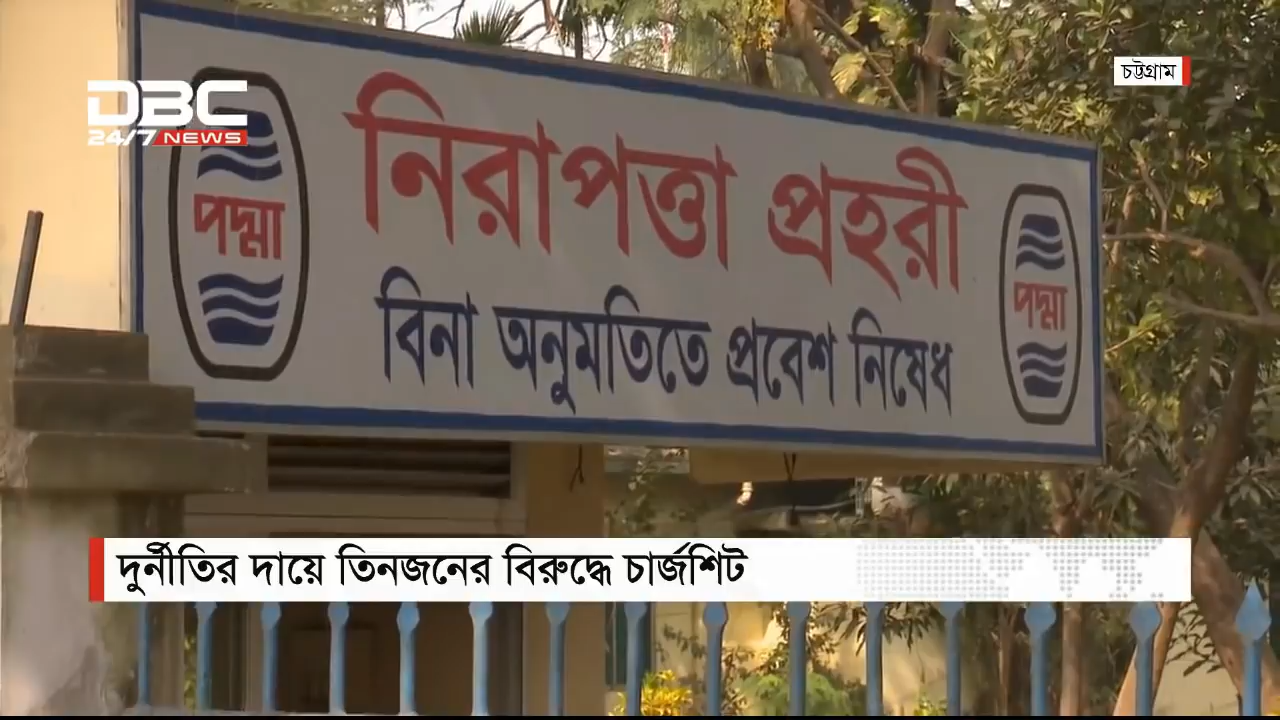 চট্টগ্রাম
DBC
24/7 NEWS
নিরাপত্তা প্রহরী
বিনা অনুমতিতে প্রবেশ নিষেধ
পদ্মা
পদ্মা
দুর্নীতির দায়ে তিনজনের বিরুদ্ধে চার্জশিট